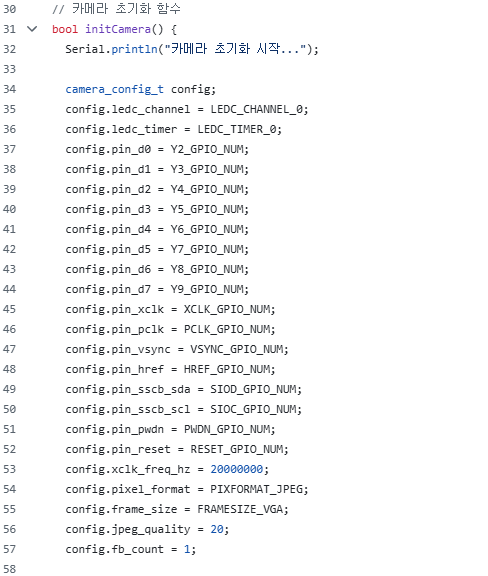 30 // 카메라 초기화 함수
31 bool initCamera() {
32 Serial.println("카메라 초기화 시작...");
33
34 camera_config_t config;
35 config.ledc_channel = LEDC_CHANNEL_0;
36 config.ledc_timer = LEDC_TIMER_0;
37 config.pin_d0 = Y2_GPIO_NUM;
38 config.pin_d1 = Y3_GPIO_NUM;
39 config.pin_d2 = Y4_GPIO_NUM;
40 config.pin_d3 = Y5_GPIO_NUM;
41 config.pin_d4 = Y6_GPIO_NUM;
42 config.pin_d5 = Y7_GPIO_NUM;
43 config.pin_d6 = Y8_GPIO_NUM;
44 config.pin_d7 = Y9_GPIO_NUM;
45 config.pin_xclk = XCLK_GPIO_NUM;
46 config.pin_pclk = PCLK_GPIO_NUM;
47 config.pin_vsync = VSYNC_GPIO_NUM;
48 config.pin_href = HREF_GPIO_NUM;
49 config.pin_sscb_sda = SIOD_GPIO_NUM;
50 config.pin_sscb_scl = SIOC_GPIO_NUM;
51 config.pin_pwdn = PWDN_GPIO_NUM;
52 config.pin_reset = RESET_GPIO_NUM;
53 config.xclk_freq_hz = 20000000;
54 config.pixel_format = PIXFORMAT_JPEG;
55 config.frame_size = FRAMESIZE_VGA;
56 config.jpeg_quality = 20;
57 config.fb_count = 1;
58